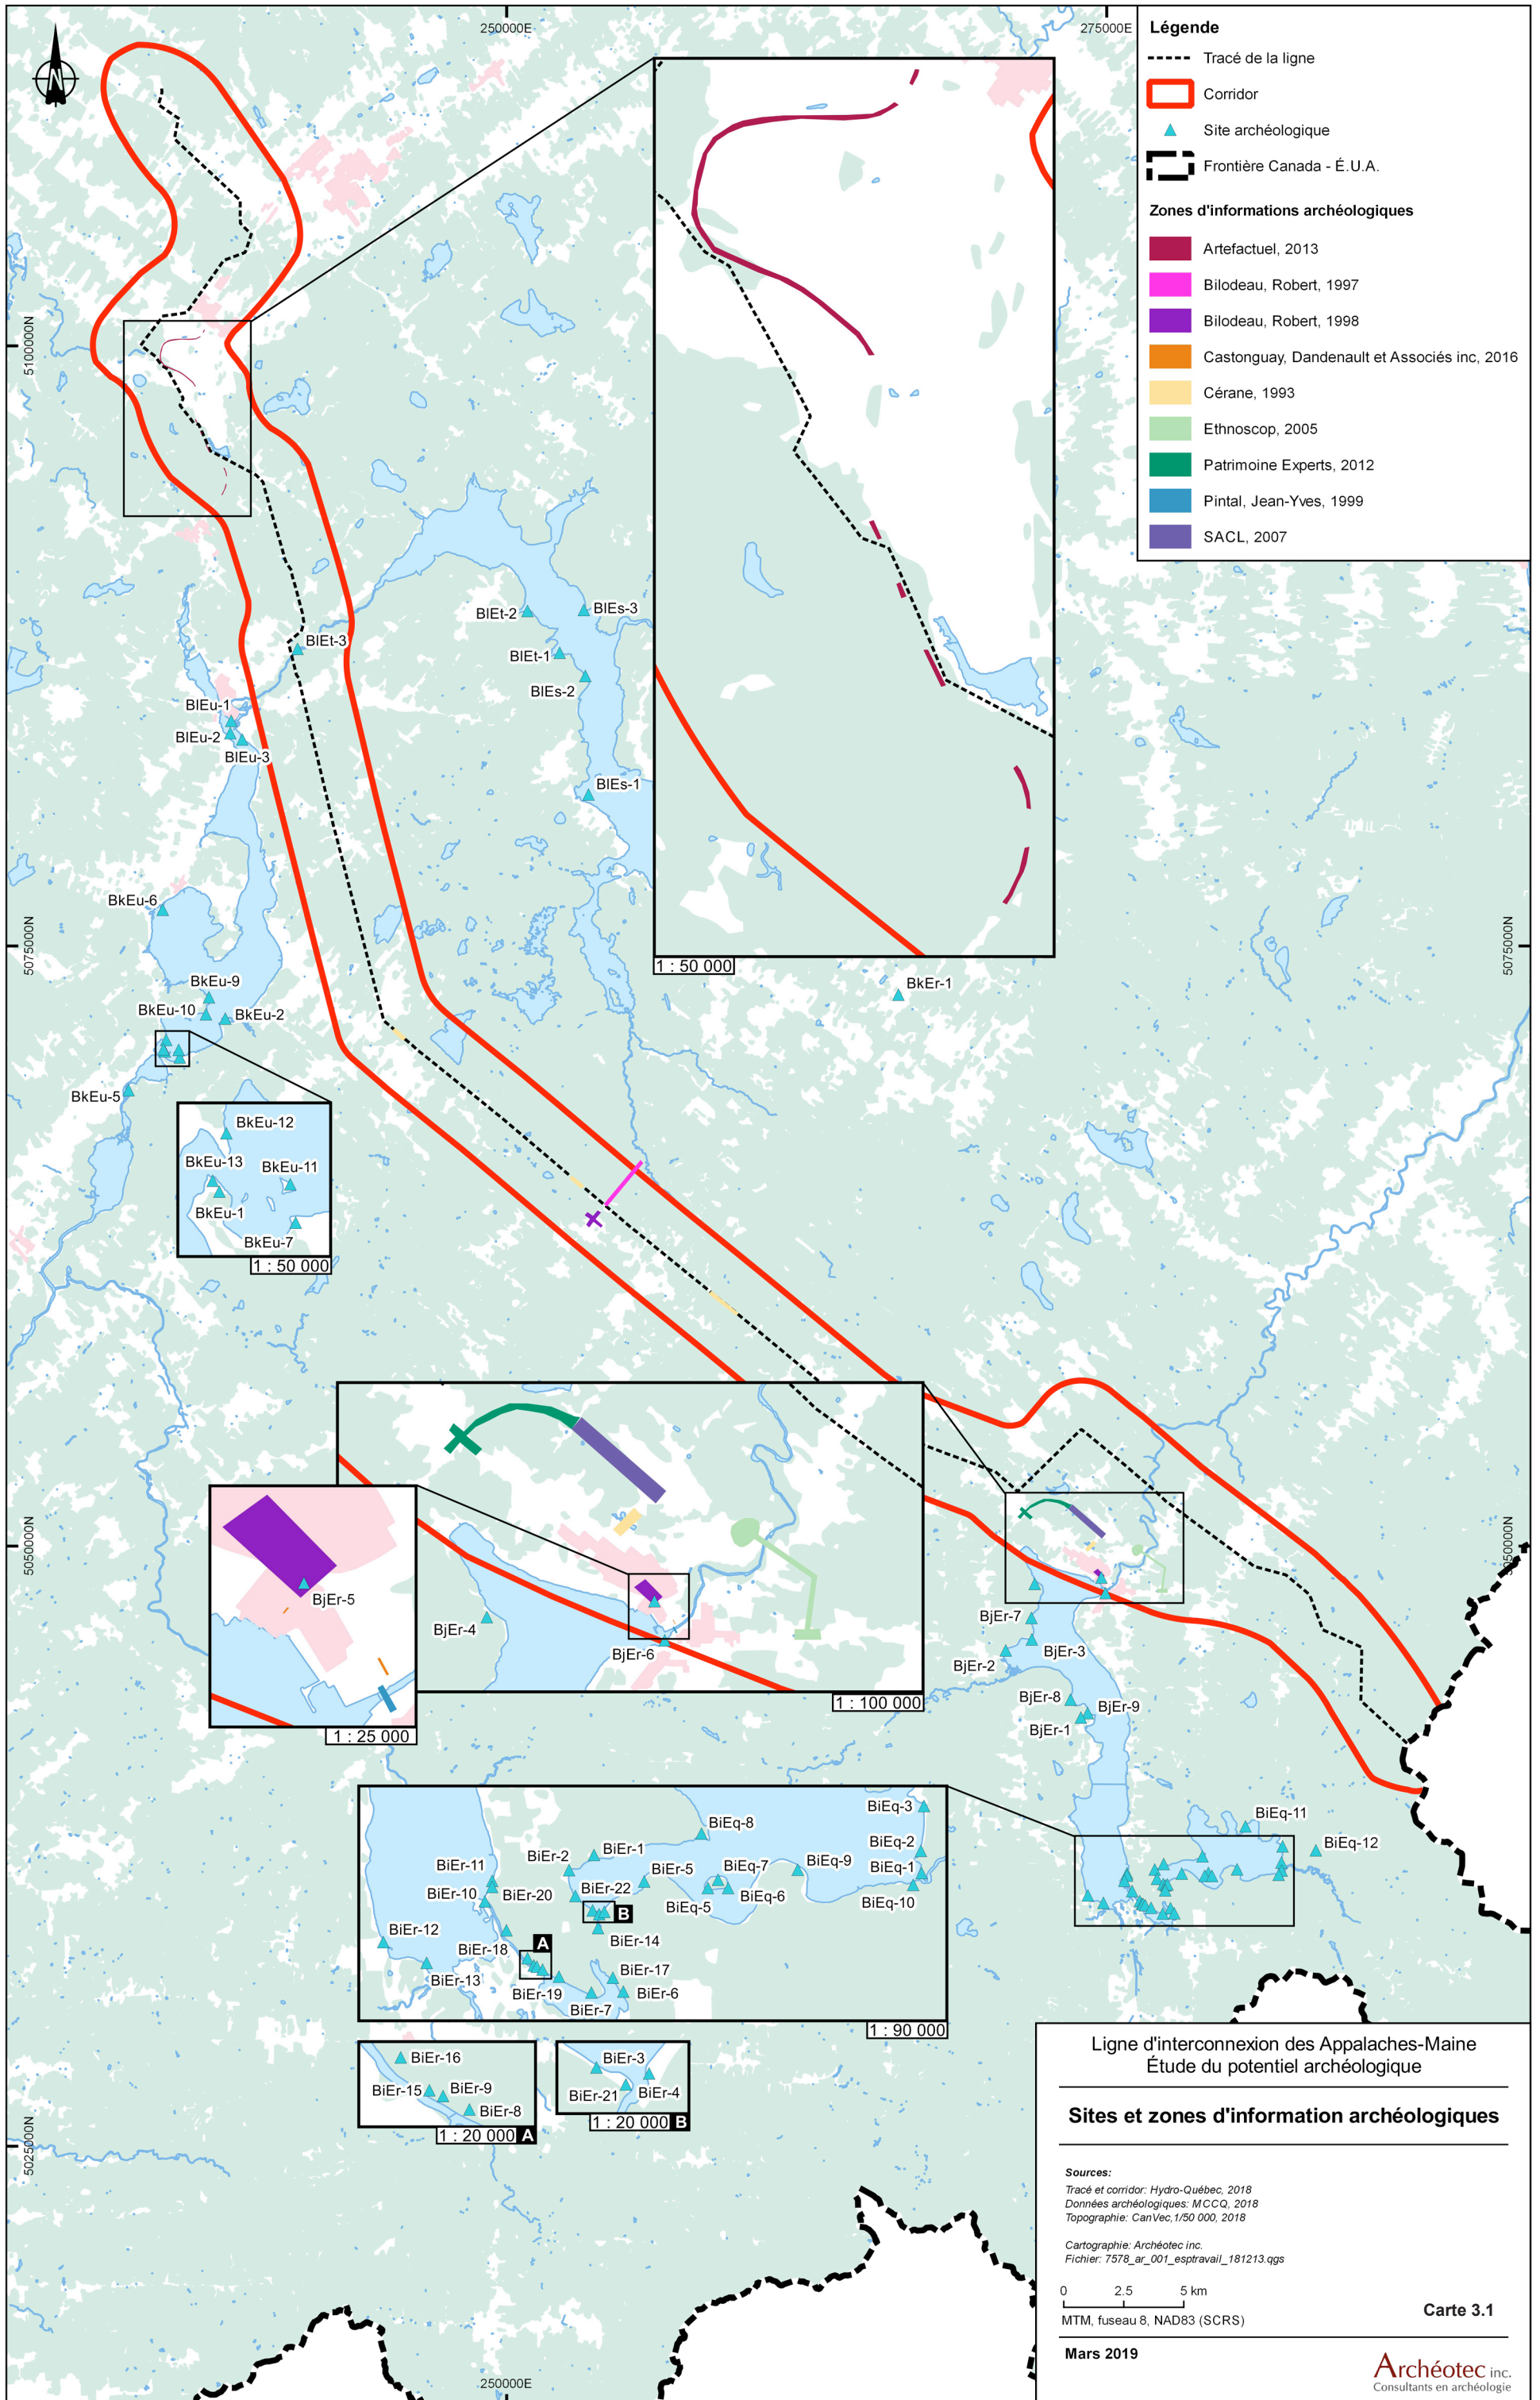 250000E
275000E
N
5100000N
Légende
Tracé de la ligne
Corridor
Site archéologique
Frontière Canada - É.U.A.
Zones d'informations archéologiques
Artefactuel, 2013
Bilodeau, Robert, 1997
Bilodeau, Robert, 1998
Castonguay, Dandenault et Associés inc, 2016
Cérane, 1993
Ethnoscop, 2005
Patrimoine Experts, 2012
Pintal, Jean-Yves, 1999
SACL, 2007
BlEt-2
BlEs-3
BlEt-3
BlEt-1
BlEs-2
BlEu-1
BlEu-2
BlEu-3
BlEs-1
BkEu-6
5075000N
5075000N
1 : 50 000
BkEr-1
BkEu-9
BkEu-10
BkEu-2
BkEu-5
BkEu-12
BkEu-13
BkEu-11
BkEu-1
BkEu-7
1 : 50 000
5050000N
5050000N
BjEr-5
1 : 25 000
BjEr-4
BjEr-6
1 : 100 000
BjEr-7
BjEr-2
BjEr-3
BjEr-8
BjEr-9
BjEr-1
BiEq-11
BiEq-12
BiEq-3
BiEq-8
BiEq-2
BiEr-1
BiEr-2
BiEr-11
BiEr-5
BiEq-7
BiEq-9
BiEq-1
BiEr-10
BiEr-20
BiEr-22
BiEq-6
BiEq-5
BiEq-10
B
BiEr-12
BiEr-14
A
BiEr-18
BiEr-13
BiEr-17
BiEr-19
BiEr-6
BiEr-7
1 : 90 000
BiEr-16
BiEr-15
BiEr-9
BiEr-8
1 : 20 000 A
BiEr-3
BiEr-21
BiEr-4
1 : 20 000 B
5025000N
250000E
Ligne d'interconnexion des Appalaches-Maine
Étude du potentiel archéologique
Sites et zones d'information archéologiques
Sources:
Tracé et corridor: Hydro-Québec, 2018
Données archéologiques: MCCQ, 2018
Topographie: CanVec,1/50 000, 2018
Cartographie: Archéotec inc.
Fichier: 7578_ar_001_esptravail_181213.qgs
0 2.5 5 km
MTM, fuseau 8, NAD83 (SCRS)
Carte 3.1
Mars 2019
Archéotec inc.
Consultants en archéologie